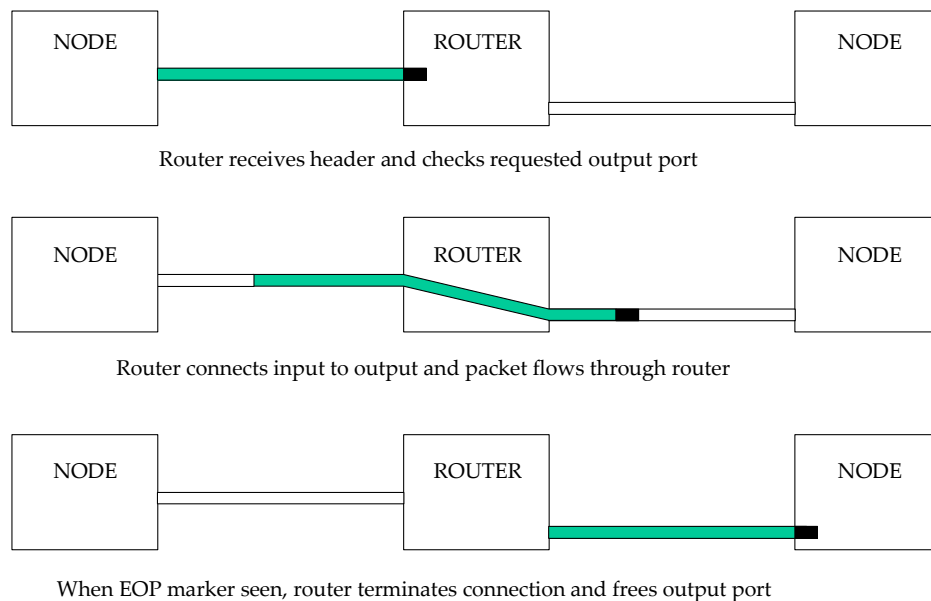 NODE ROUTER NODE
Router receives header and checks requested output port
NODE ROUTER NODE
Router connects input to output and packet flows through router
NODE ROUTER NODE
When EOP marker seen, router terminates connection and frees output port